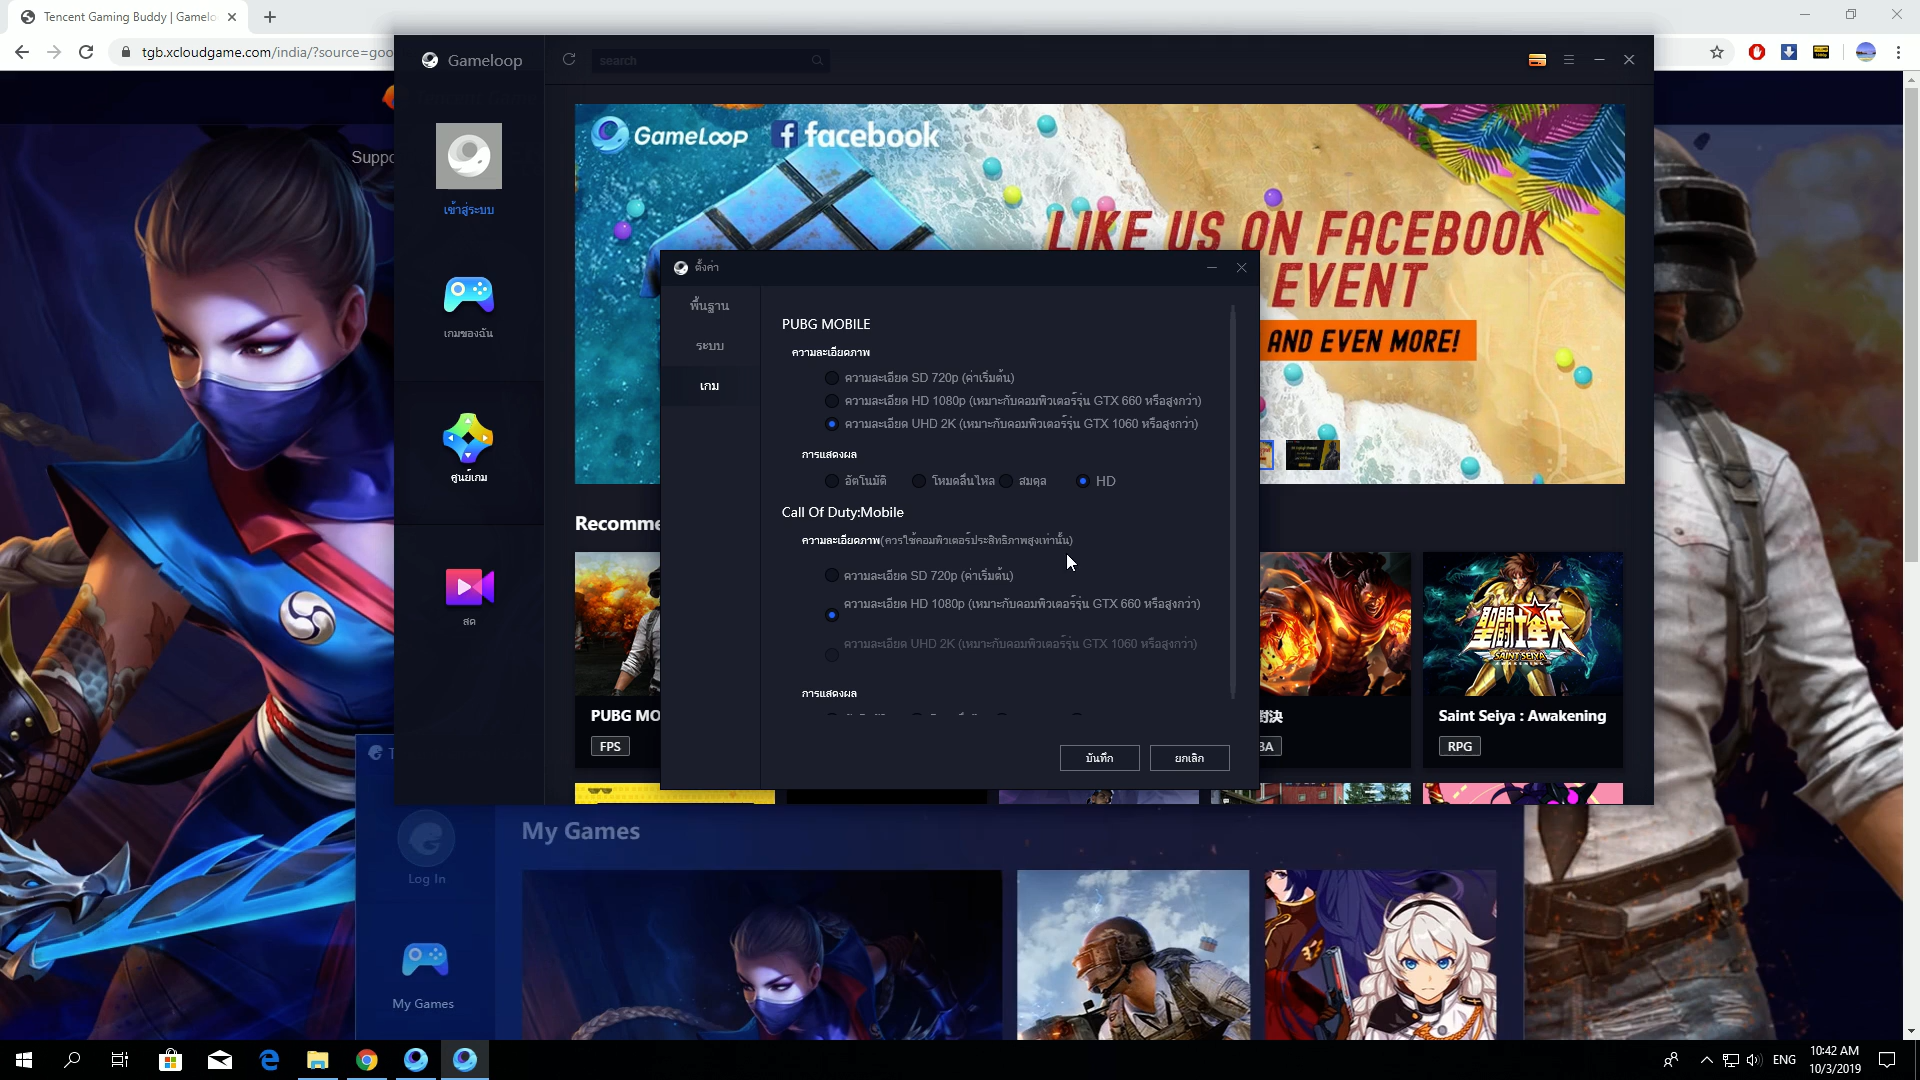 Tencent Gaming Buddy | Gamelo
tgb.xcloudgame.com/india/?source=goo
Gameloop
search
เข้าสู่ระบบ
เกมของฉัน
ศูนย์เกม
สด
GameLoop
facebook
LIKE US ON FACEBOOK
EVENT
AND EVEN MORE!
ตั้งค่า
พื้นฐาน
ระบบ
เกม
PUBG MOBILE
ความละเอียดภาพ
ความละเอียด SD 720p (ค่าเริ่มต้น)
ความละเอียด HD 1080p (เหมาะกับคอมพิวเตอร์รุ่น GTX 660 หรือสูงกว่า)
ความละเอียด UHD 2K (เหมาะกับคอมพิวเตอร์รุ่น GTX 1060 หรือสูงกว่า)
การแสดงผล
อัตโนมัติ โหมดลื่นไหล สมดุล HD
Call Of Duty:Mobile
ความละเอียดภาพ(ควรใช้คอมพิวเตอร์ประสิทธิภาพสูงเท่านั้น)
ความละเอียด SD 720p (ค่าเริ่มต้น)
ความละเอียด HD 1080p (เหมาะกับคอมพิวเตอร์รุ่น GTX 660 หรือสูงกว่า)
ความละเอียด UHD 2K (เหมาะกับคอมพิวเตอร์รุ่น GTX 1060 หรือสูงกว่า)
การแสดงผล
บันทึก ยกเลิก
Recomme
PUBG MO
FPS
對決
BA
聖鬥士星矢
SAINT SEIYA
AWAKENING
Saint Seiya : Awakening
RPG
Suppo
T
Log In
My Games
My Games
ENG
10:42 AM
10/3/2019